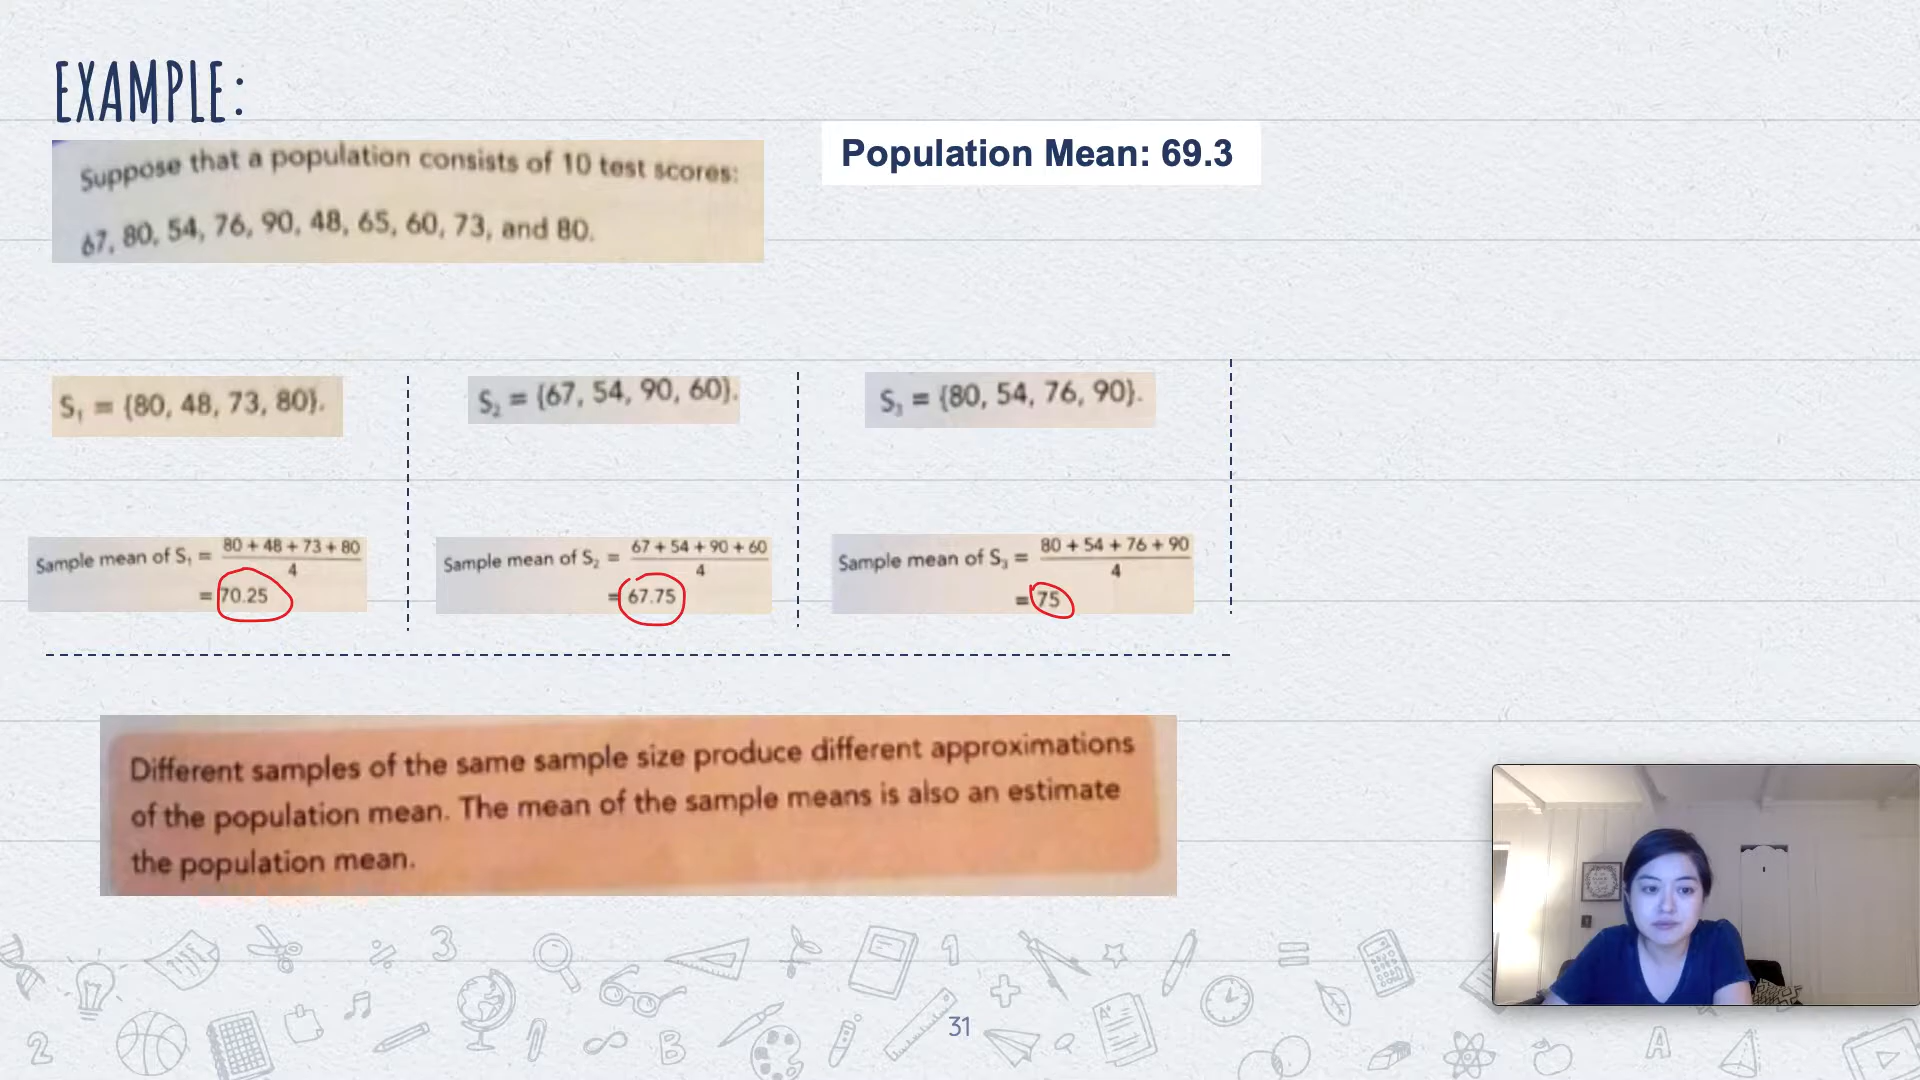 EXAMPLE:
Suppose that a population consists of 10 test scores:
67, 80, 54, 76, 90, 48, 65, 60, 73, and 80.
Population Mean: 69.3
S₁ = {80, 48, 73, 80}.
S₂ = {67, 54, 90, 60}.
S₃ = {80, 54, 76, 90}.
Sample mean of S₁ = 80 + 48 + 73 + 80
4
= 70.25
Sample mean of S₂ = 67 + 54 + 90 + 60
4
= 67.75
Sample mean of S₃ = 80 + 54 + 76 + 90
4
= 75
Different samples of the same sample size produce different approximations
of the population mean. The mean of the sample means is also an estimate
the population mean.
31